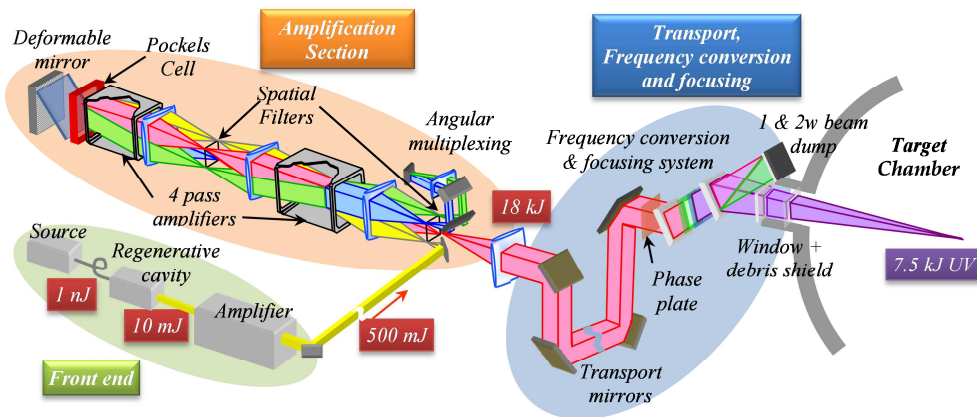 Amplification
Section
Transport,
Frequency conversion
and focusing
Deformable
mirror
Pockels
Cell
Spatial
Filters
Angular
multiplexing
4 pass
amplifiers
18 kJ
Frequency conversion
& focusing system
1 & 2w beam
dump
Target
Chamber
Window +
debris shield
7.5 kJ UV
Phase
plate
Transport
mirrors
Source
Regenerative
cavity
1 nJ
10 mJ
Amplifier
500 mJ
Front end